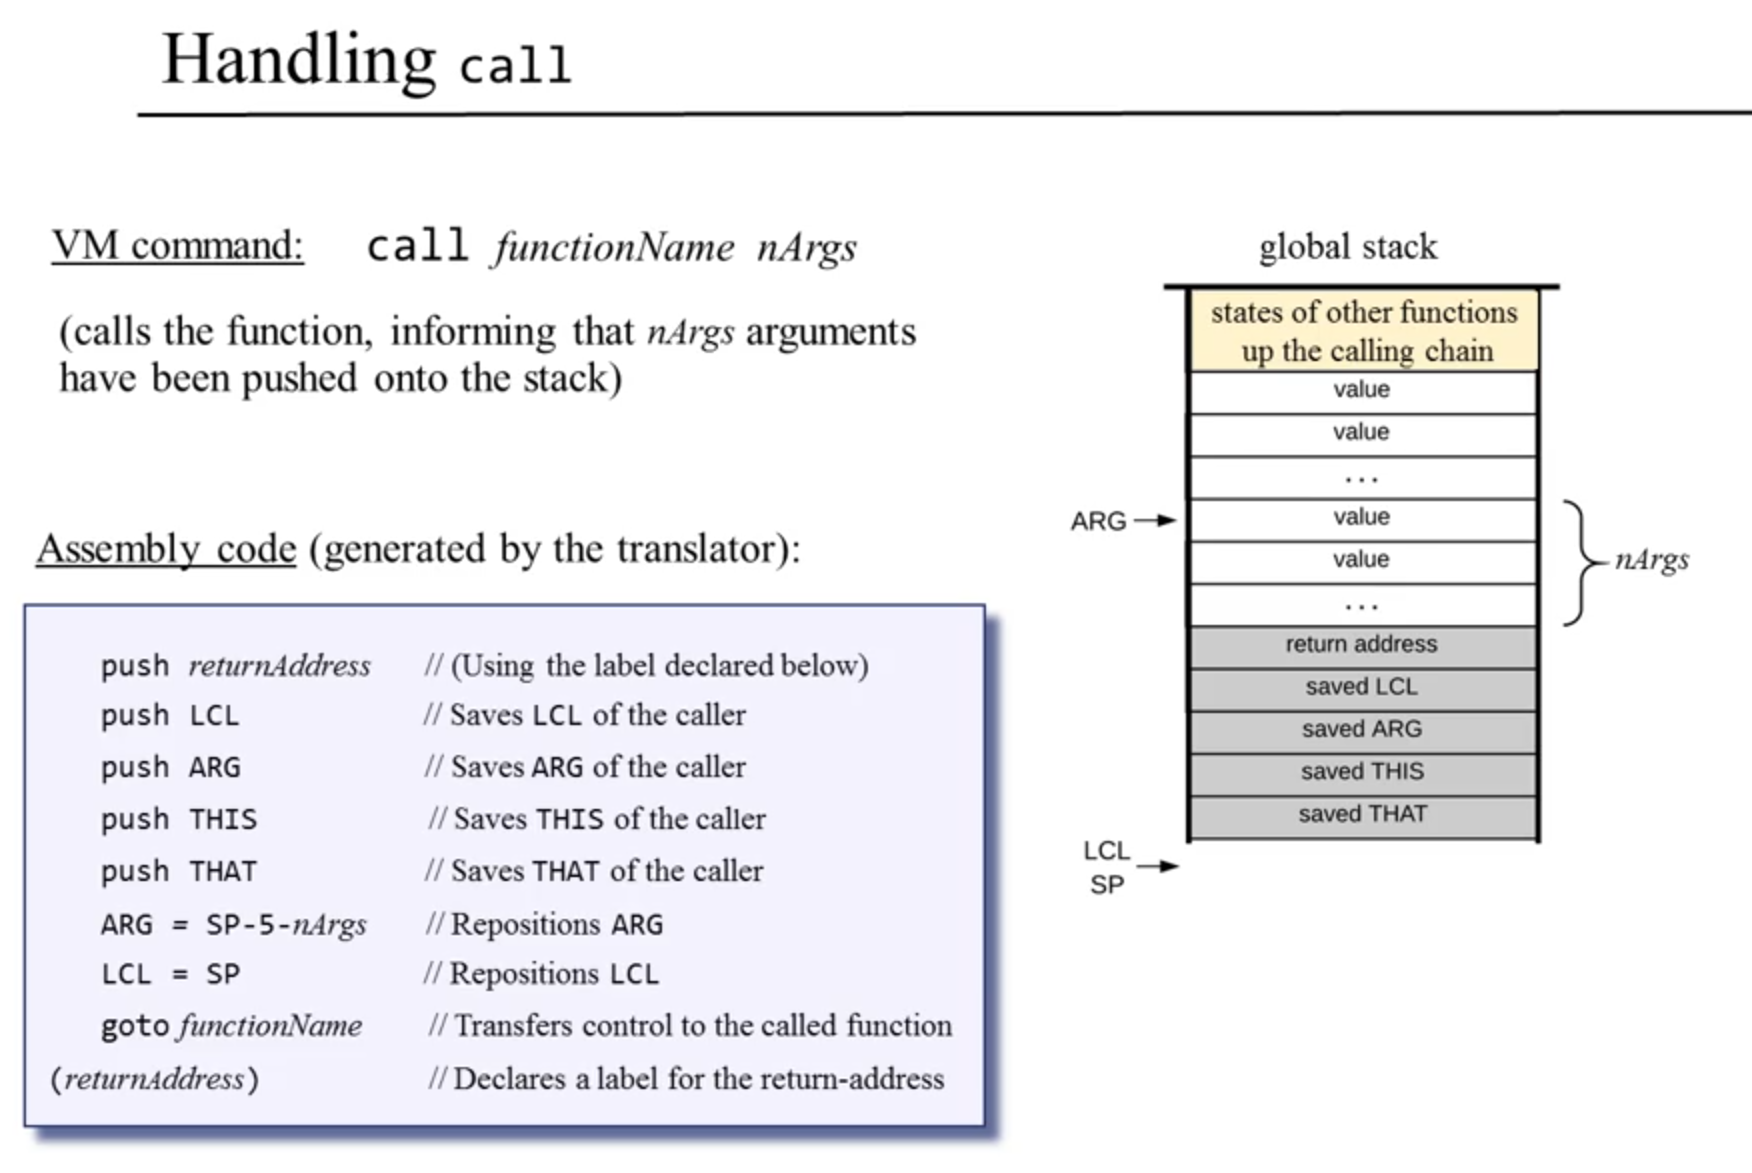 Handling call
VM command: call functionName nArgs
(calls the function, informing that nArgs arguments
have been pushed onto the stack)
Assembly code (generated by the translator):
push returnAddress // (Using the label declared below)
push LCL // Saves LCL of the caller
push ARG // Saves ARG of the caller
push THIS // Saves THIS of the caller
push THAT // Saves THAT of the caller
ARG = SP-5-nArgs // Repositions ARG
LCL = SP // Repositions LCL
goto functionName // Transfers control to the called function
(returnAddress) // Declares a label for the return-address
global stack
states of other functions
up the calling chain
value
value
...
ARG
value
value
...
nArgs
return address
saved LCL
saved ARG
saved THIS
saved THAT
LCL
SP